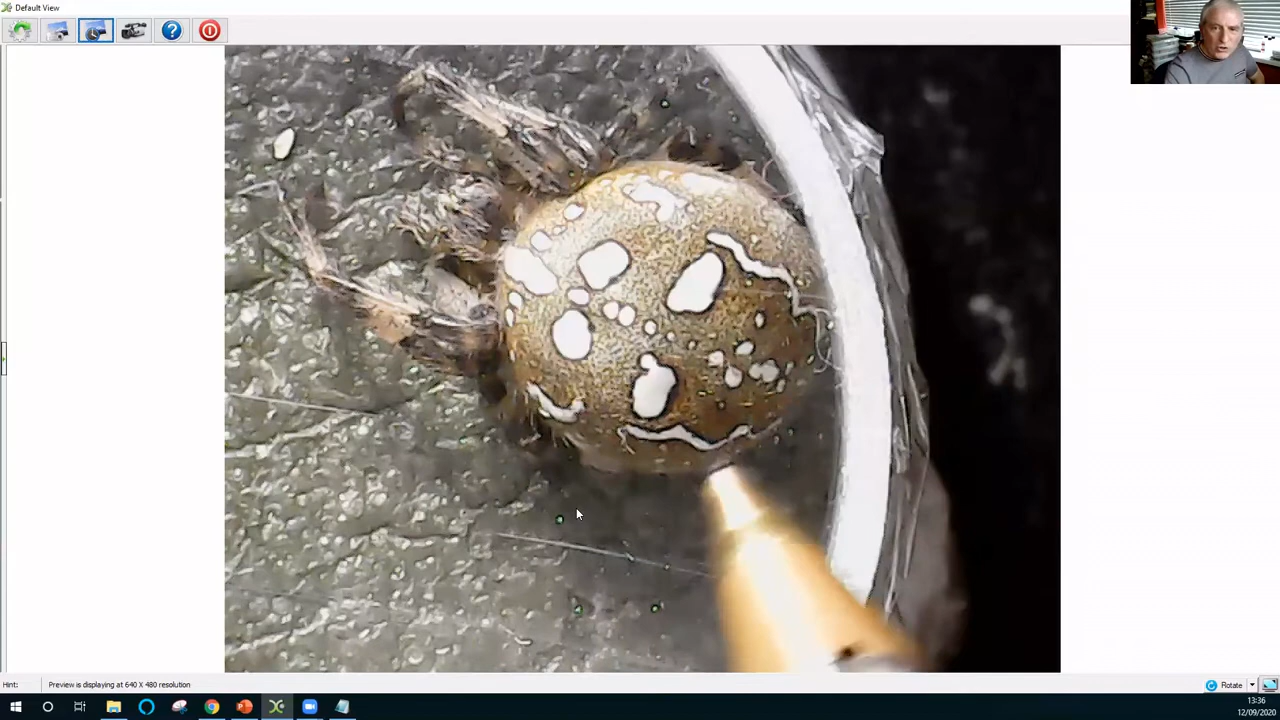 Default View
Hint:
Preview is displaying at 640 X 480 resolution
Rotate
13:36
12/09/2020